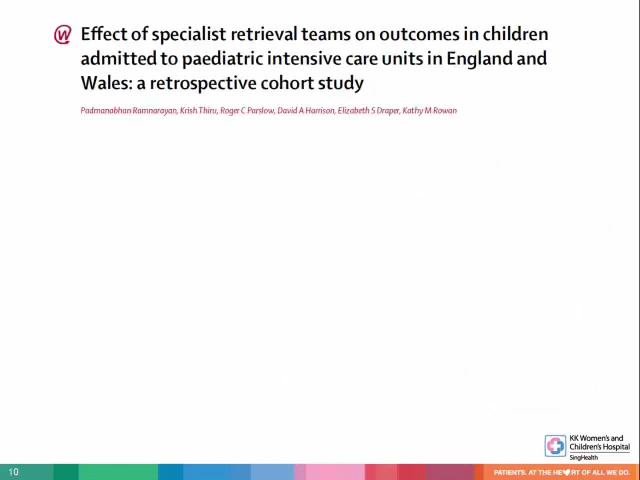 Effect of specialist retrieval teams on outcomes in children
admitted to paediatric intensive care units in England and
Wales: a retrospective cohort study
Padmanabhan Ramnarayan, Krish Thiru, Roger C Parslow, David A Harrison, Elizabeth S Draper, Kathy M Rowan
KK Women's and
Children's Hospital
SingHealth
10
PATIENTS. AT THE HE♥RT OF ALL WE DO.